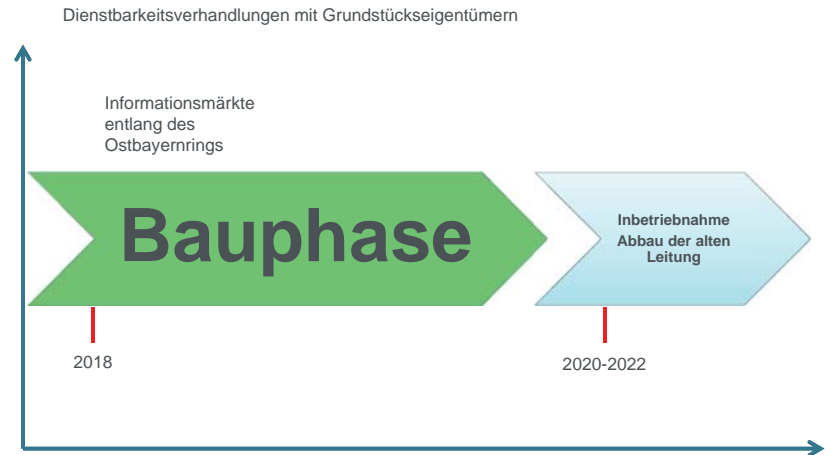 Dienstbarkeitsverhandlungen mit Grundstückseigentümern
Informationsmärkte
entlang des
Ostbayernrings
Bauphase
Inbetriebnahme
Abbau der alten
Leitung
2018
2020-2022